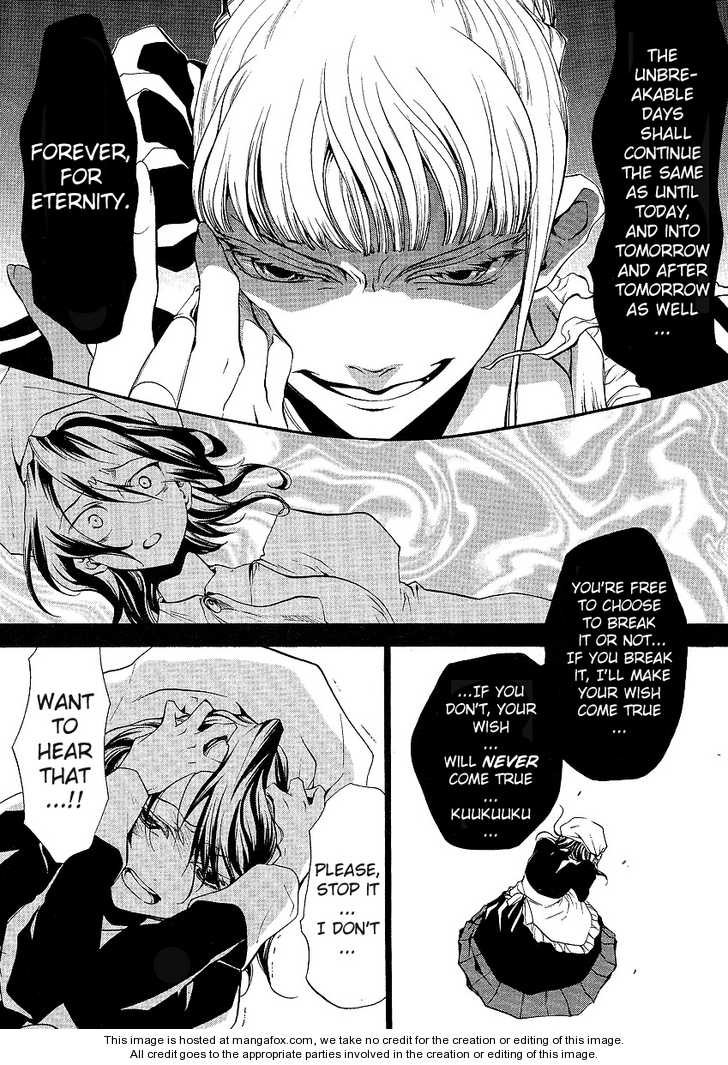 THE
UNBRE-
AKABLE
DAYS
SHALL
CONTINUE
THE SAME
AS UNTIL
TODAY,
AND INTO
TOMORROW
AND AFTER
TOMORROW
AS WELL
...
FOREVER,
FOR
ETERNITY.
YOU'RE FREE
TO CHOOSE
TO BREAK
IT OR NOT...
IF YOU BREAK
IT, I'LL MAKE
YOUR WISH
COME TRUE
...
...IF YOU
DON'T, YOUR
WISH
...
WILL NEVER
COME TRUE
...
KUUKUUKU
...
PLEASE,
STOP IT
...
I DON'T
...
WANT
TO
HEAR
THAT
...!!
This image is hosted at mangafox.com, we take no credit for the creation or editing of this image.
All credit goes to the appropriate parties involved in the creation or editing of this image.